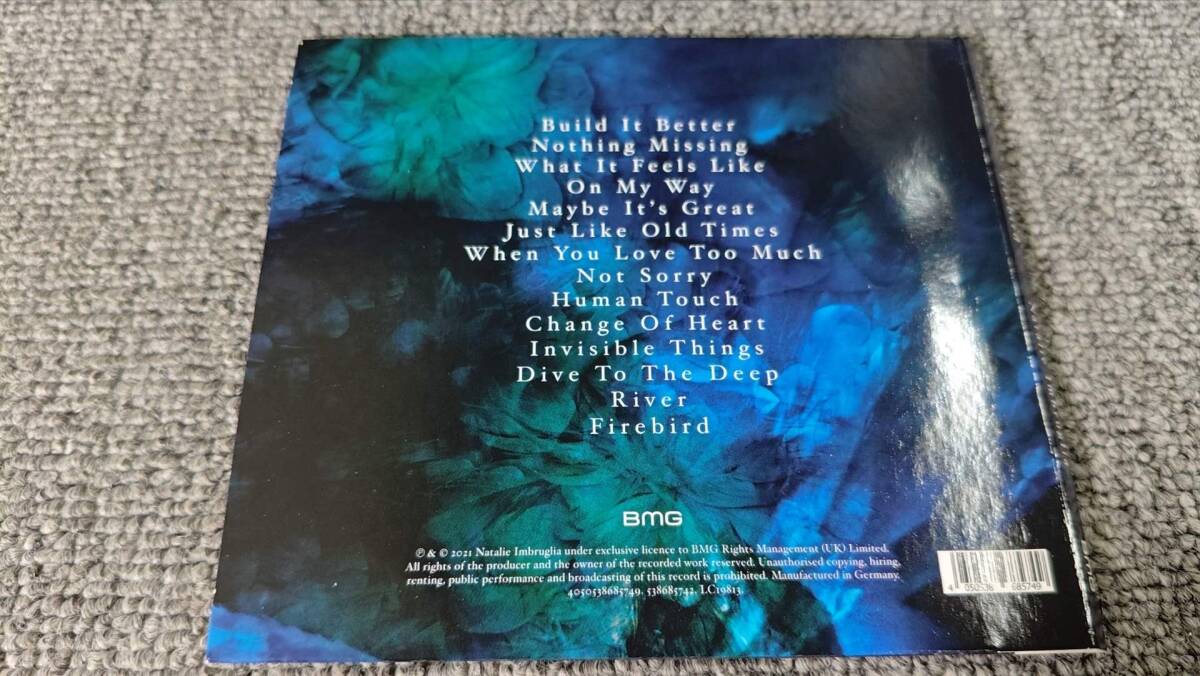 Build It Better
Nothing Missing
What It Feels Like
On My Way
Maybe It's Great
Just Like Old Times
When You Love Too Much
Not Sorry
Human Touch
Change Of Heart
Invisible Things
Dive To The Deep
River
Firebird
BMG
℗ & © 2021 Natalie Imbruglia under exclusive licence to BMG Rights Management (UK) Limited.
All rights of the producer and the owner of the recorded work reserved. Unauthorised copying, hiring,
renting, public performance and broadcasting of this record is prohibited. Manufactured in Germany.
4050538685749. 538685742. LC19813.
4 050538 685749